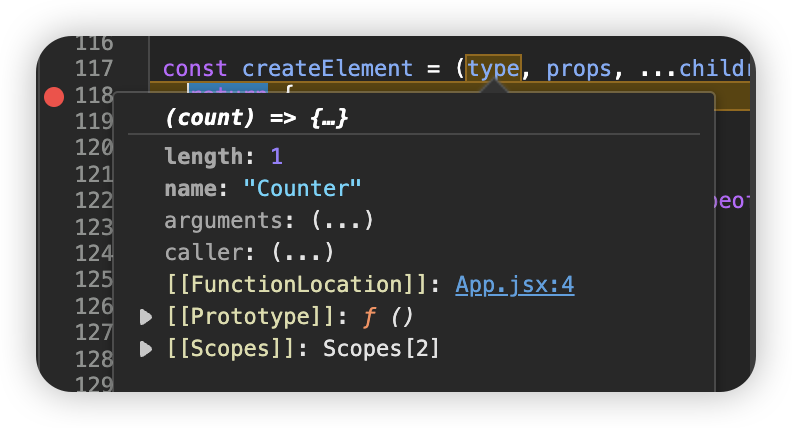 116
117 const createElement = (type, props, ...childr
118 return {
119 (count) => {…}
120
121 length: 1
122 name: "Counter" peof
123 arguments: (...)
124 caller: (...)
125 [[FunctionLocation]]: App.jsx:4
126
127 [[Prototype]]: ƒ ()
128 [[Scopes]]: Scopes[2]
129